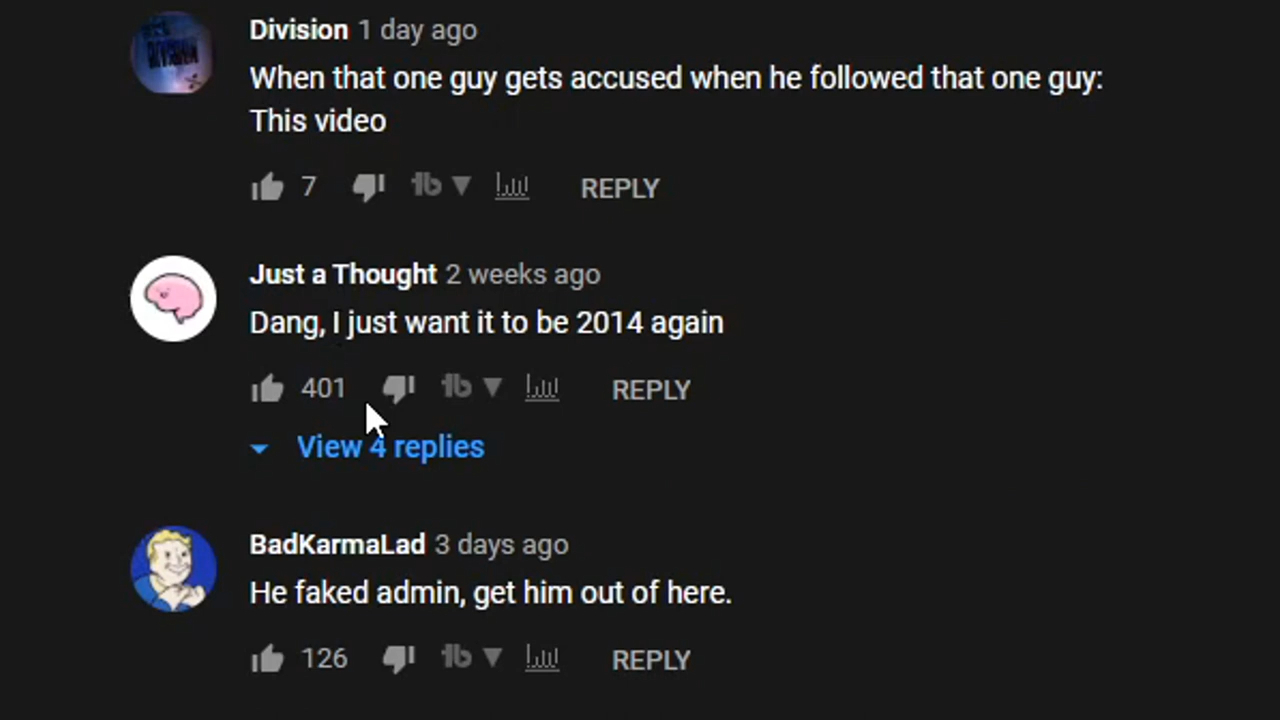 Division 1 day ago
When that one guy gets accused when he followed that one guy:
This video
7 REPLY
Just a Thought 2 weeks ago
Dang, I just want it to be 2014 again
401 REPLY
View 4 replies
BadKarmaLad 3 days ago
He faked admin, get him out of here.
126 REPLY